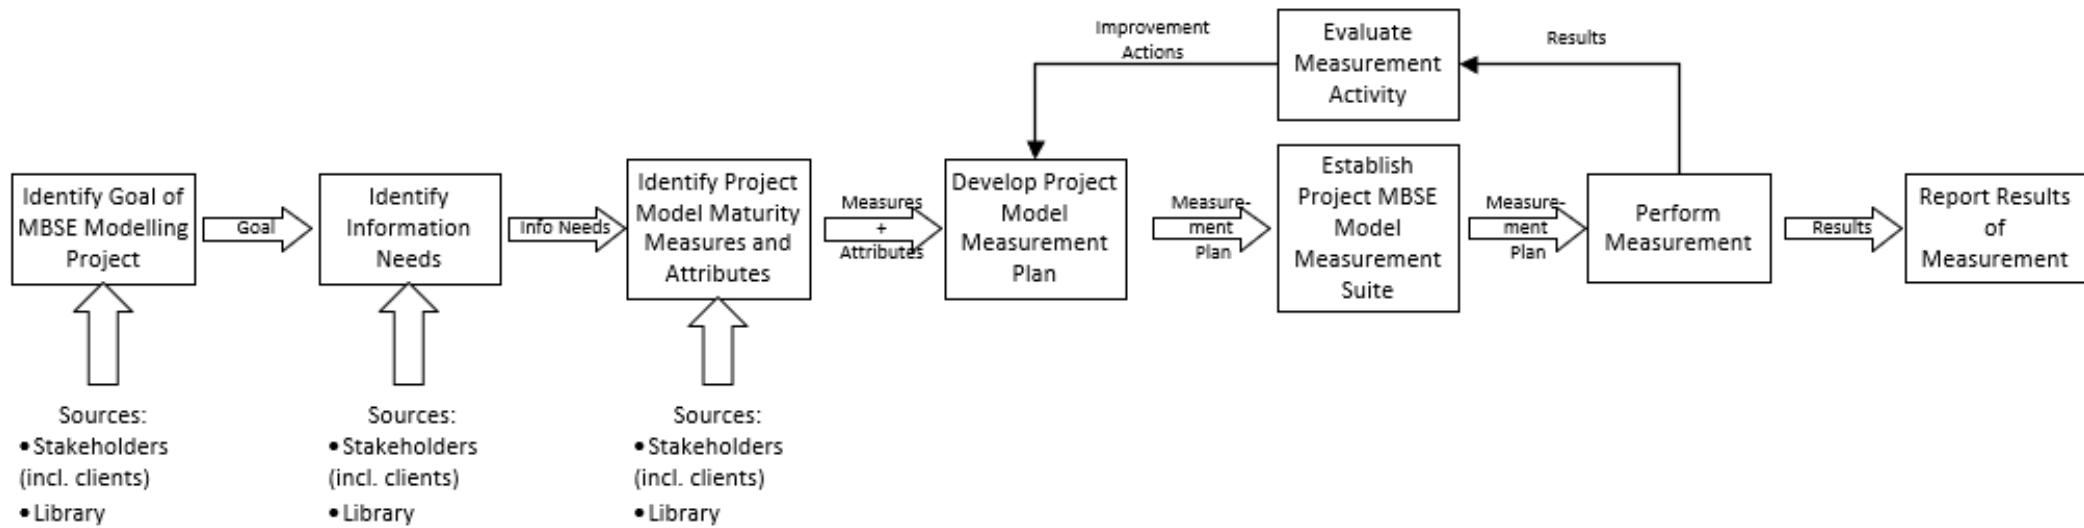 Improvement
Actions
Evaluate
Measurement
Activity
Results
Identify Goal of
MBSE Modelling
Project
Goal
Identify
Information
Needs
Info Needs
Identify Project
Model Maturity
Measures and
Attributes
Measures
+
Attributes
Develop Project
Model
Measurement
Plan
Measure-
ment
Plan
Establish
Project MBSE
Model
Measurement
Suite
Measure-
ment
Plan
Perform
Measurement
Results
Report Results
of
Measurement
Sources:
• Stakeholders
(incl. clients)
• Library
Sources:
• Stakeholders
(incl. clients)
• Library
Sources:
• Stakeholders
(incl. clients)
• Library